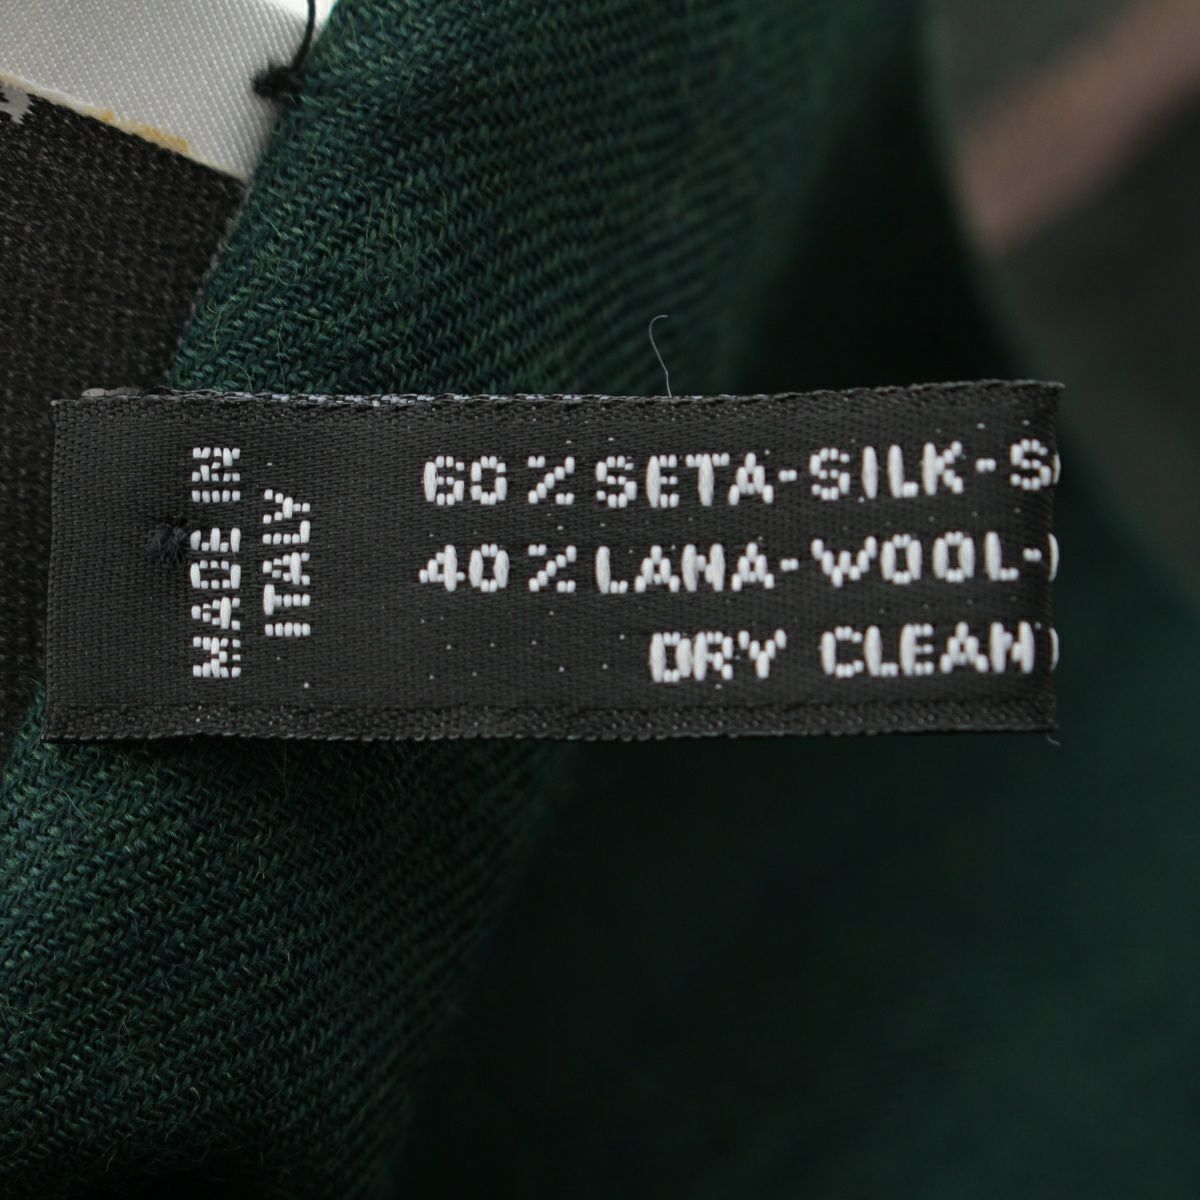 MADE IN
ITALY
60% SETA-SILK-S
40% LANA-WOOL-
DRY CLEAN